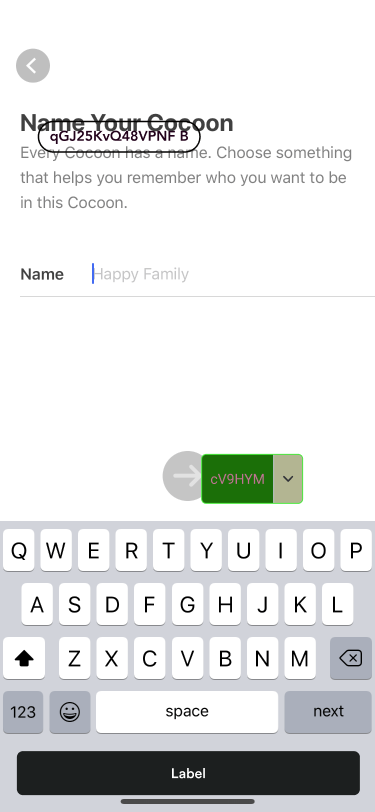 Name Your Cocoon
qGJ25KvQ48VPNF B
Every Cocoon has a name. Choose something
that helps you remember who you want to be
in this Cocoon.
Name Happy Family
cV9HYM
Q W E R T Y U I O P
A S D F G H J K L
Z X C V B N M
123 space next
Label